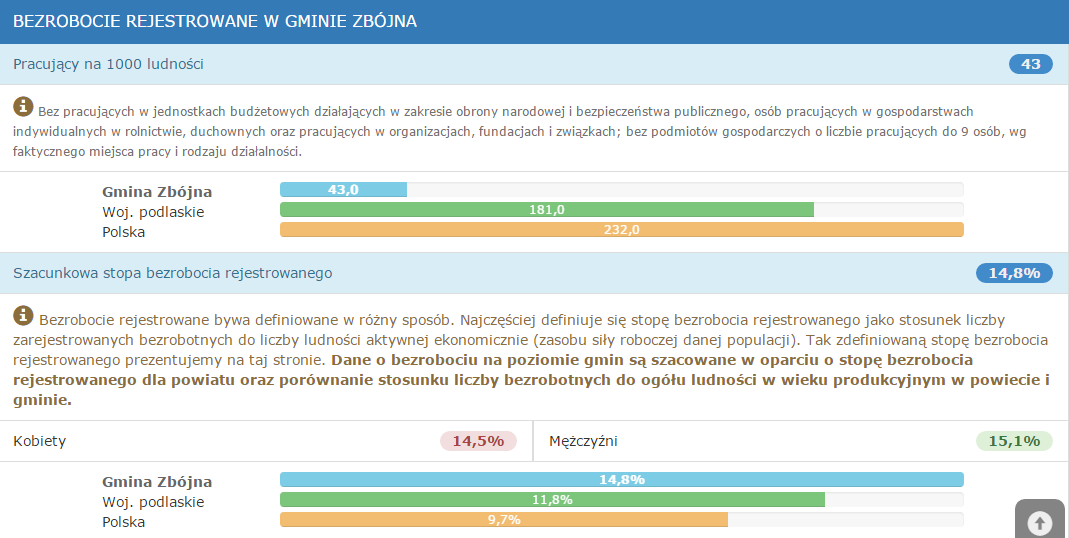 BEZROBOCIE REJESTROWANE W GMINIE ZBÓJNA
Pracujący na 1000 ludności 43
Bez pracujących w jednostkach budżetowych działających w zakresie obrony narodowej i bezpieczeństwa publicznego, osób pracujących w gospodarstwach
indywidualnych w rolnictwie, duchownych oraz pracujących w organizacjach, fundacjach i związkach; bez podmiotów gospodarczych o liczbie pracujących do 9 osób, wg
faktycznego miejsca pracy i rodzaju działalności.
Gmina Zbójna 43,0
Woj. podlaskie 181,0
Polska 232,0
Szacunkowa stopa bezrobocia rejestrowanego 14,8%
Bezrobocie rejestrowane bywa definiowane w różny sposób. Najczęściej definiuje się stopę bezrobocia rejestrowanego jako stosunek liczby
zarejestrowanych bezrobotnych do liczby ludności aktywnej ekonomicznie (zasobu siły roboczej danej populacji). Tak zdefiniowaną stopę bezrobocia
rejestrowanego prezentujemy na taj stronie. Dane o bezrobociu na poziomie gmin są szacowane w oparciu o stopę bezrobocia
rejestrowanego dla powiatu oraz porównanie stosunku liczby bezrobotnych do ogółu ludności w wieku produkcyjnym w powiecie i
gminie.
Kobiety 14,5% Mężczyźni 15,1%
Gmina Zbójna 14,8%
Woj. podlaskie 11,8%
Polska 9,7%